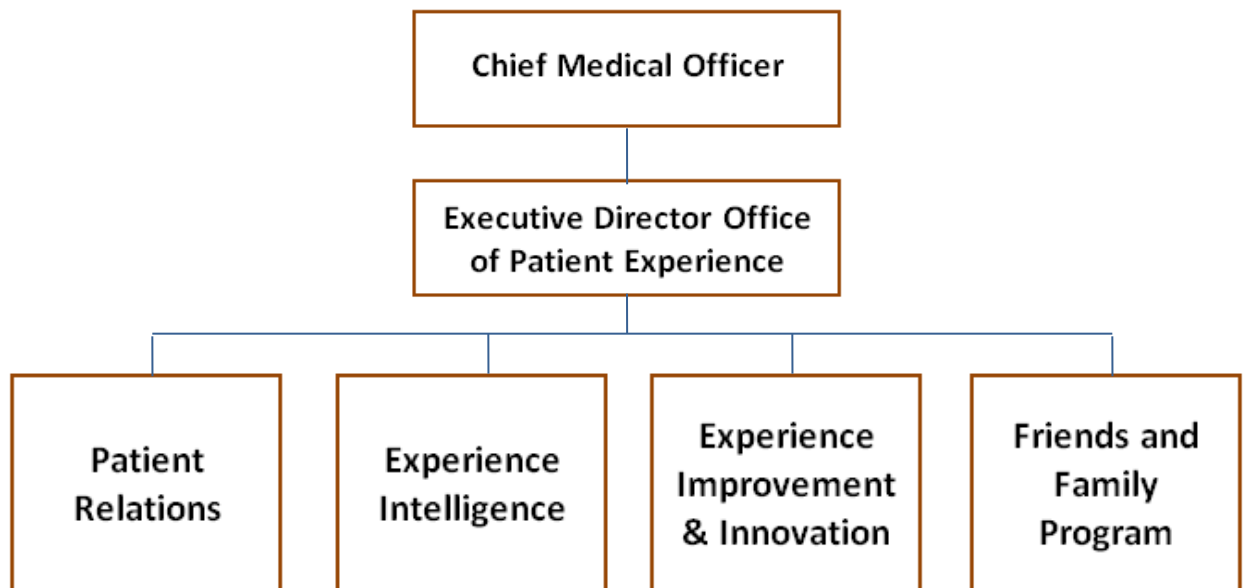 Chief Medical Officer
Executive Director Office
of Patient Experience
Patient
Relations
Experience
Intelligence
Experience
Improvement
& Innovation
Friends and
Family
Program